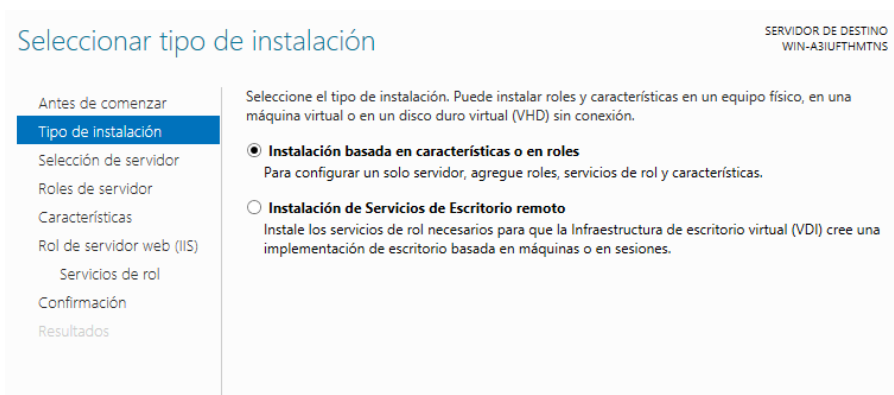 Seleccionar tipo de instalación
SERVIDOR DE DESTINO
WIN-A3IUFTHMTNS
Antes de comenzar
Tipo de instalación
Selección de servidor
Roles de servidor
Características
Rol de servidor web (IIS)
Servicios de rol
Confirmación
Resultados
Seleccione el tipo de instalación. Puede instalar roles y características en un equipo físico, en una
máquina virtual o en un disco duro virtual (VHD) sin conexión.
Instalación basada en características o en roles
Para configurar un solo servidor, agregue roles, servicios de rol y características.
Instalación de Servicios de Escritorio remoto
Instale los servicios de rol necesarios para que la Infraestructura de escritorio virtual (VDI) cree una
implementación de escritorio basada en máquinas o en sesiones.